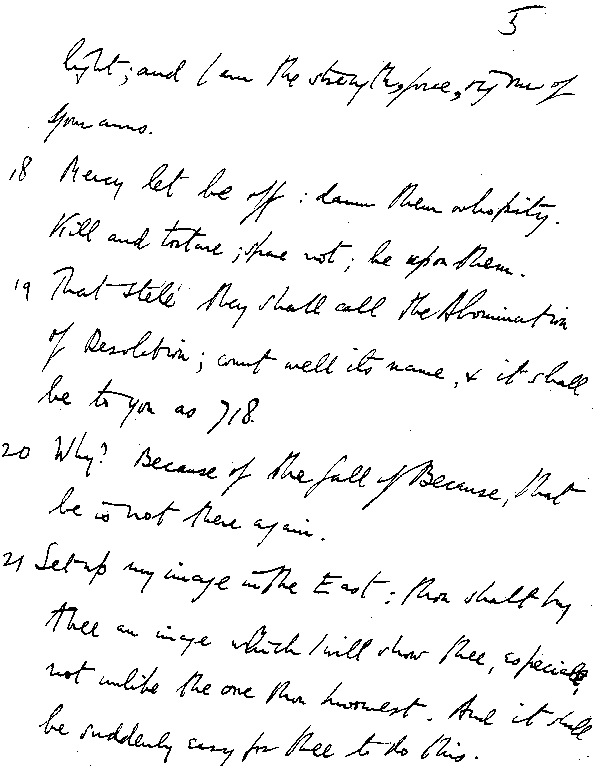 5
light; and I am the strength, force, vigour of
your arms.
18 Mercy let be off: damn them who pity.
Kill and torture; spare not; be upon them.
19 That stélé they shall call the Abomination
of Desolation; count well its name, & it shall
be to you as 718.
20 Why? Because of the fall of Because, that
he is not there again.
21 Set up my image in the East: thou shalt buy
thee an image which I will show thee, especial,
not unlike the one thou knowest. And it shall
be suddenly easy for thee to do this.